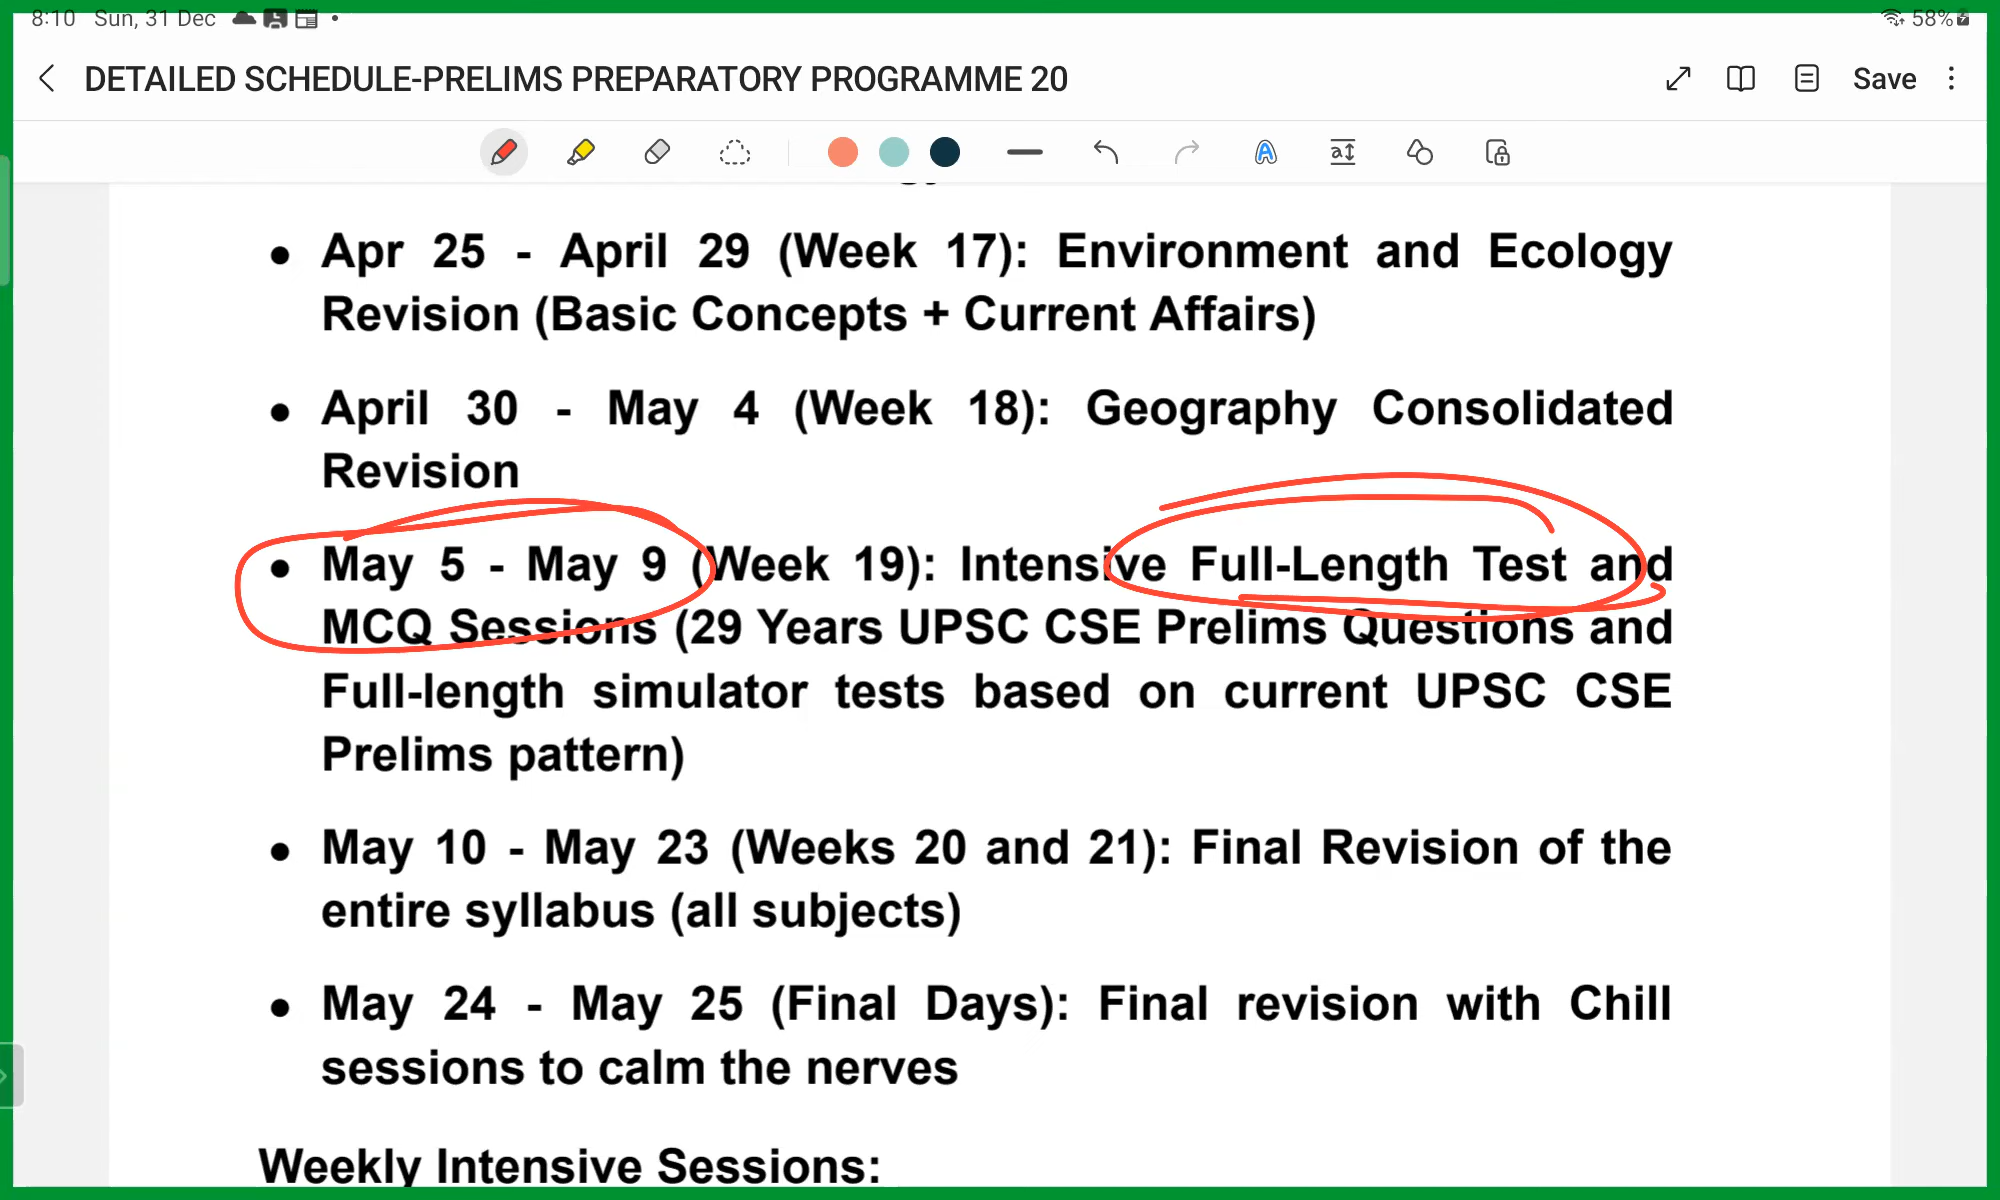 8:10 Sun, 31 Dec
58%
DETAILED SCHEDULE-PRELIMS PREPARATORY PROGRAMME 20
Save
● Apr 25 - April 29 (Week 17): Environment and Ecology
Revision (Basic Concepts + Current Affairs)
● April 30 - May 4 (Week 18): Geography Consolidated
Revision
● May 5 - May 9 (Week 19): Intensive Full-Length Test and
MCQ Sessions (29 Years UPSC CSE Prelims Questions and
Full-length simulator tests based on current UPSC CSE
Prelims pattern)
● May 10 - May 23 (Weeks 20 and 21): Final Revision of the
entire syllabus (all subjects)
● May 24 - May 25 (Final Days): Final revision with Chill
sessions to calm the nerves
Weekly Intensive Sessions: